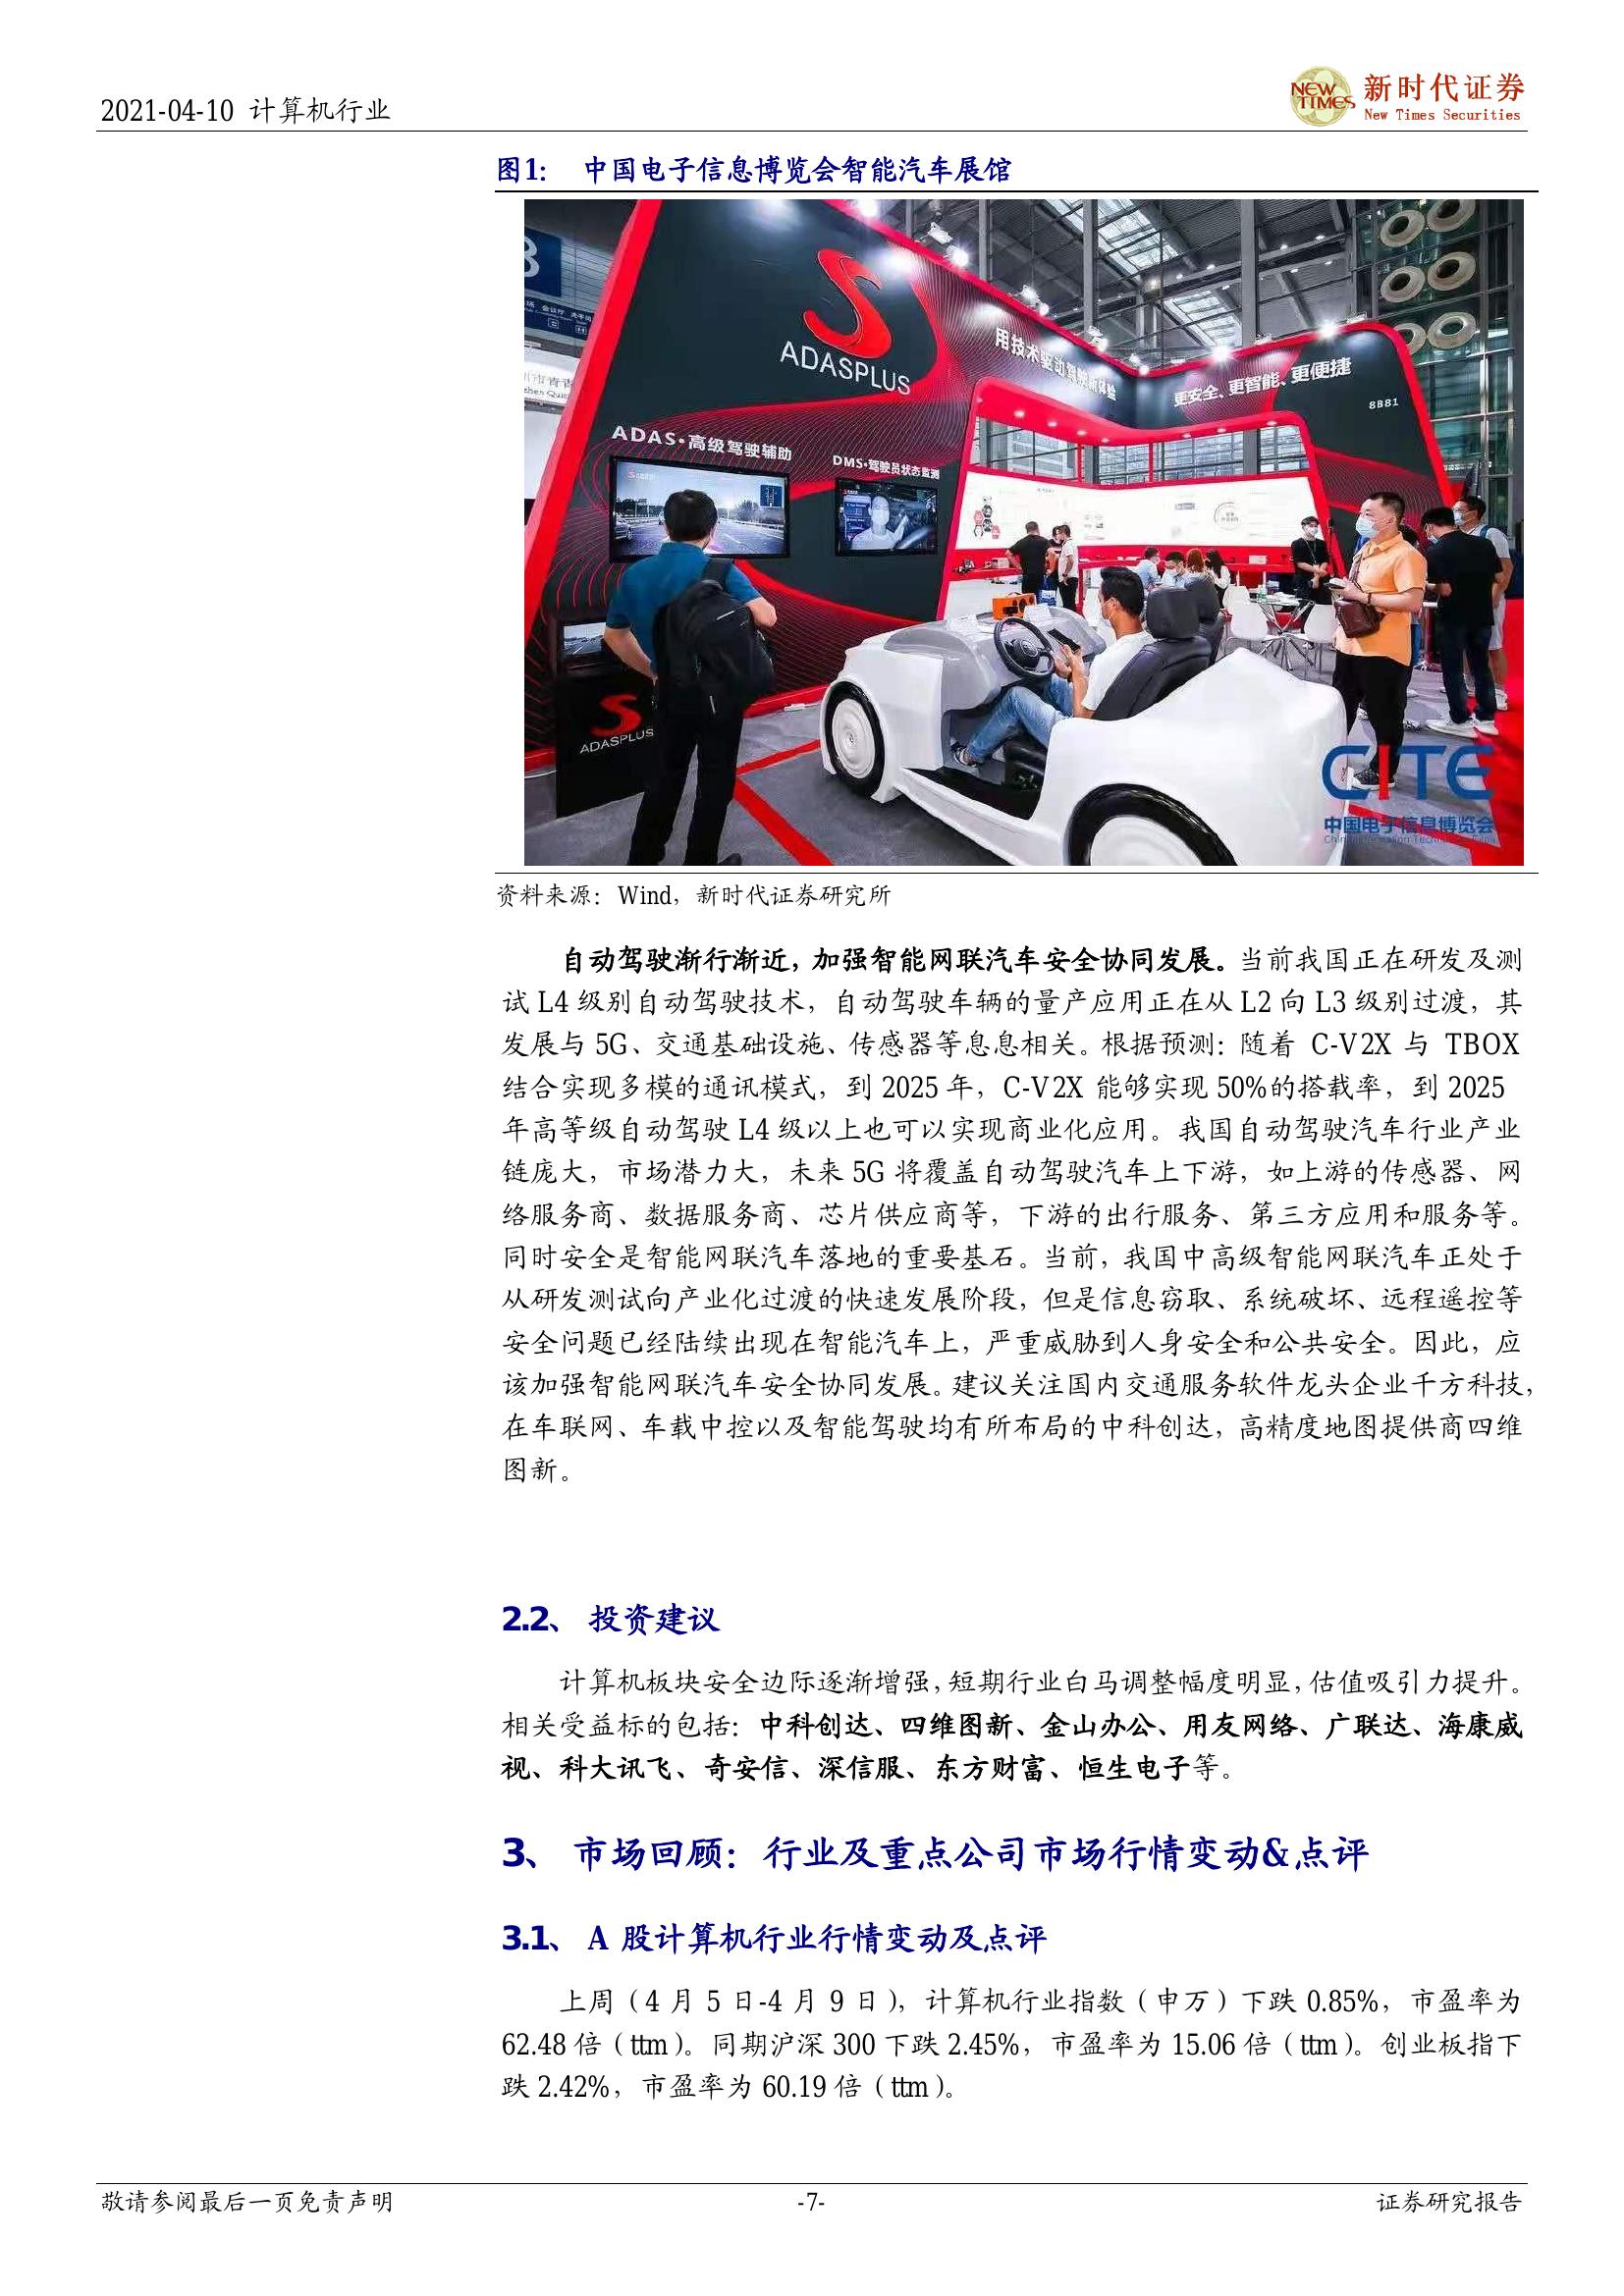 2021-04-10 计算机行业
NEW TIMES
新时代证券
New Times Securities
图1： 中国电子信息博览会智能汽车展馆
ADASPLUS
用技术驱动驾驶新体验
更安全、更智能、更便捷
8B81
ADAS·高级驾驶辅助
DMS·驾驶员状态监测
ADASPLUS
CITE
中国电子信息博览会
资料来源：Wind，新时代证券研究所
自动驾驶渐行渐近，加强智能网联汽车安全协同发展。当前我国正在研发及测
试 L4 级别自动驾驶技术，自动驾驶车辆的量产应用正在从 L2 向 L3 级别过渡，其
发展与 5G、交通基础设施、传感器等息息相关。根据预测：随着 C-V2X 与 TBOX
结合实现多模的通讯模式，到 2025 年，C-V2X 能够实现 50%的搭载率，到 2025
年高等级自动驾驶 L4 级以上也可以实现商业化应用。我国自动驾驶汽车行业产业
链庞大，市场潜力大，未来 5G 将覆盖自动驾驶汽车上下游，如上游的传感器、网
络服务商、数据服务商、芯片供应商等，下游的出行服务、第三方应用和服务等。
同时安全是智能网联汽车落地的重要基石。当前，我国中高级智能网联汽车正处于
从研发测试向产业化过渡的快速发展阶段，但是信息窃取、系统破坏、远程遥控等
安全问题已经陆续出现在智能汽车上，严重威胁到人身安全和公共安全。因此，应
该加强智能网联汽车安全协同发展。建议关注国内交通服务软件龙头企业千方科技，
在车联网、车载中控以及智能驾驶均有所布局的中科创达，高精度地图提供商四维
图新。
2.2、 投资建议
计算机板块安全边际逐渐增强，短期行业白马调整幅度明显，估值吸引力提升。
相关受益标的包括：中科创达、四维图新、金山办公、用友网络、广联达、海康威
视、科大讯飞、奇安信、深信服、东方财富、恒生电子等。
3、 市场回顾：行业及重点公司市场行情变动&点评
3.1、 A 股计算机行业行情变动及点评
上周（4 月 5 日-4 月 9 日），计算机行业指数（申万）下跌 0.85%，市盈率为
62.48 倍（ttm）。同期沪深 300 下跌 2.45%，市盈率为 15.06 倍（ttm）。创业板指下
跌 2.42%，市盈率为 60.19 倍（ttm）。
敬请参阅最后一页免责声明
-7-
证券研究报告